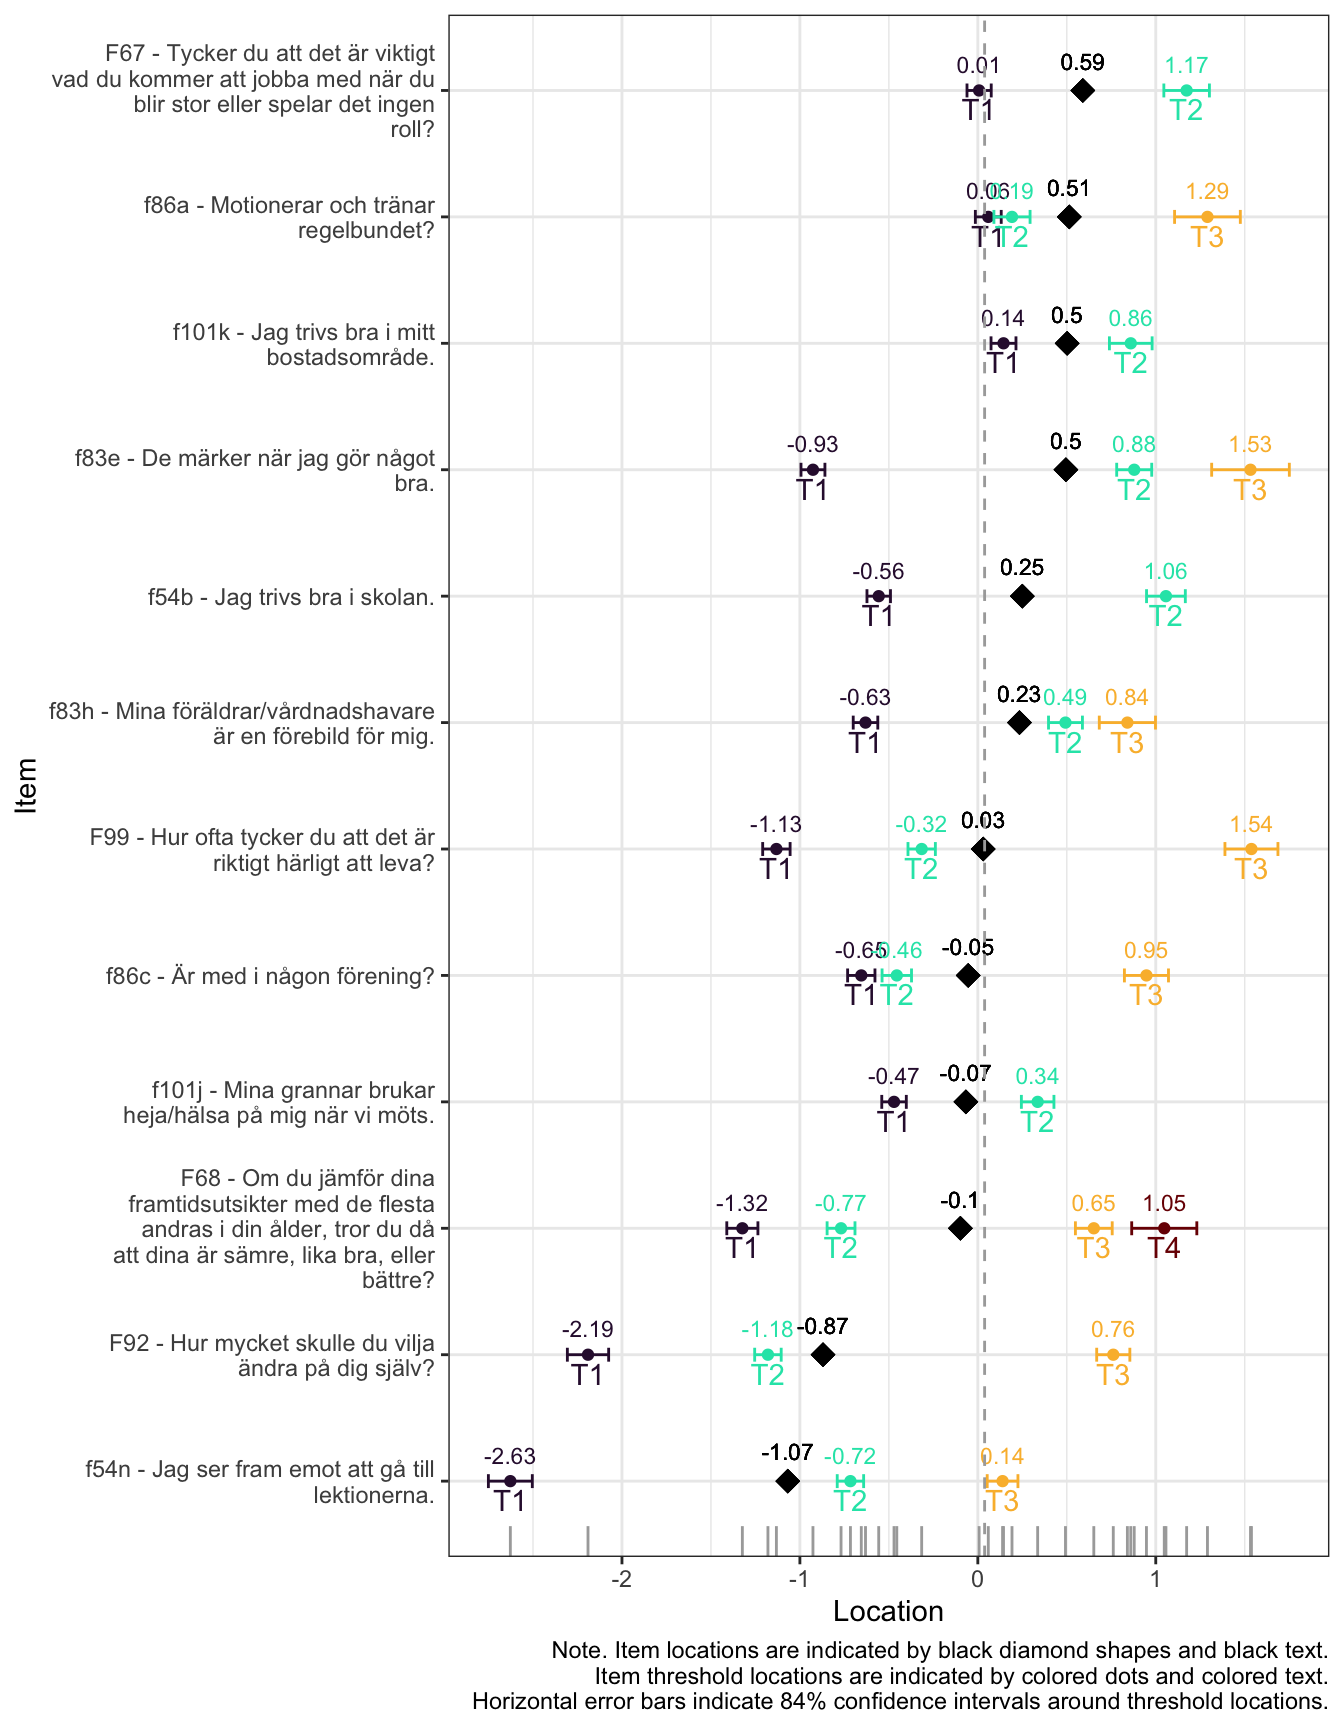 F67 - Tycker du att det är viktigt
vad du kommer att jobba med när du
blir stor eller spelar det ingen
roll?
0.01
0.59
1.17
T1
T2
f86a - Motionerar och tränar
regelbundet?
0.06
0.19
0.51
1.29
T1
T2
T3
f101k - Jag trivs bra i mitt
bostadsområde.
0.14
0.5
0.86
T1
T2
f83e - De märker när jag gör något
bra.
-0.93
0.5
0.88
1.53
T1
T2
T3
f54b - Jag trivs bra i skolan.
-0.56
0.25
1.06
T1
T2
f83h - Mina föräldrar/vårdnadshavare
är en förebild för mig.
-0.63
0.23
0.49
0.84
T1
T2
T3
Item
F99 - Hur ofta tycker du att det är
riktigt härligt att leva?
-1.13
-0.32
0.03
1.54
T1
T2
T3
f86c - Är med i någon förening?
-0.65
-0.46
-0.05
0.95
T1
T2
T3
f101j - Mina grannar brukar
heja/hälsa på mig när vi möts.
-0.47
-0.07
0.34
T1
T2
F68 - Om du jämför dina
framtidsutsikter med de flesta
andras i din ålder, tror du då
att dina är sämre, lika bra, eller
bättre?
-1.32
-0.77
-0.1
0.65
1.05
T1
T2
T3
T4
F92 - Hur mycket skulle du vilja
ändra på dig själv?
-2.19
-1.18
-0.87
0.76
T1
T2
T3
f54n - Jag ser fram emot att gå till
lektionerna.
-2.63
-1.07
-0.72
0.14
T1
T2
T3
-2
-1
0
1
Location
Note. Item locations are indicated by black diamond shapes and black text.
Item threshold locations are indicated by colored dots and colored text.
Horizontal error bars indicate 84% confidence intervals around threshold locations.